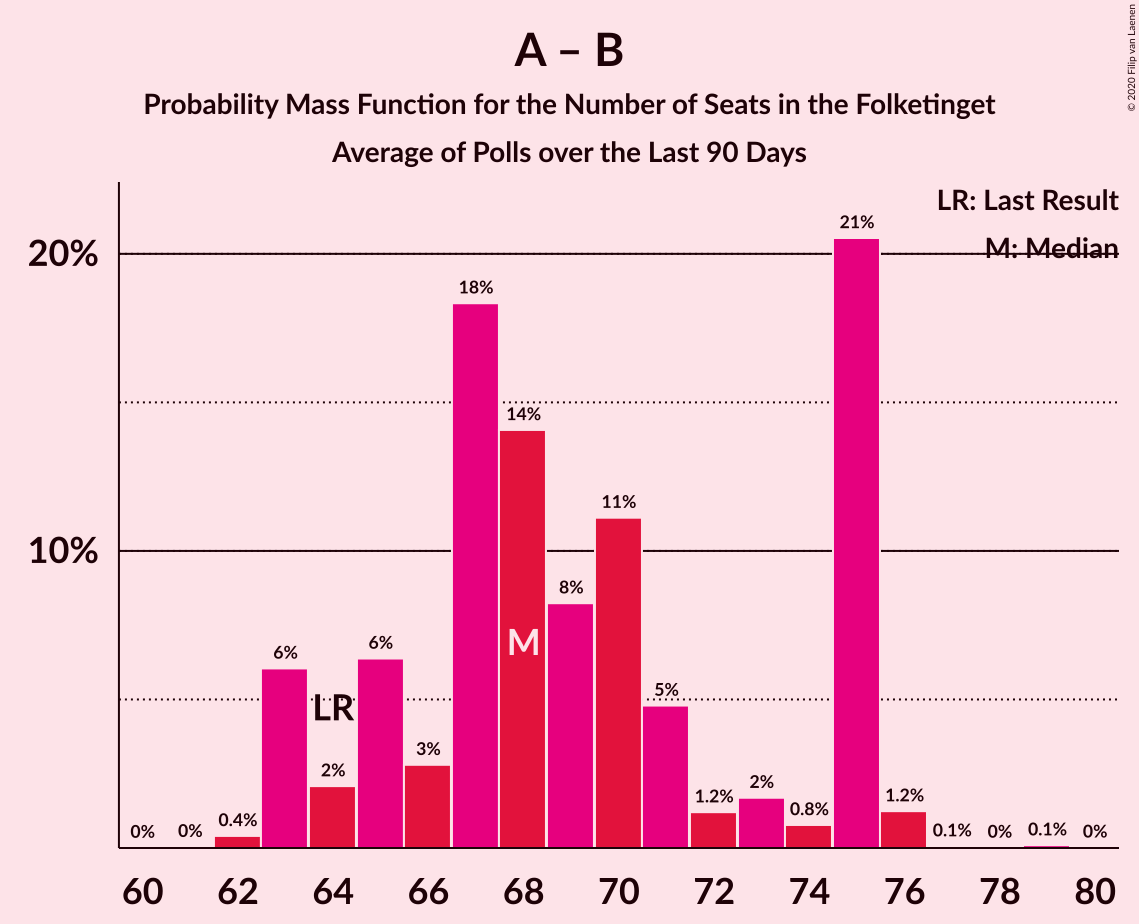 A – B
Probability Mass Function for the Number of Seats in the Folketinget
Average of Polls over the Last 90 Days
© 2020 Filip van Laenen
LR: Last Result
M: Median
20%
10%
0%
0%
0.4%
6%
2%
6%
3%
18%
14%
8%
11%
5%
1.2%
2%
0.8%
21%
1.2%
0.1%
0%
0.1%
0%
LR
M
60 62 64 66 68 70 72 74 76 78 80